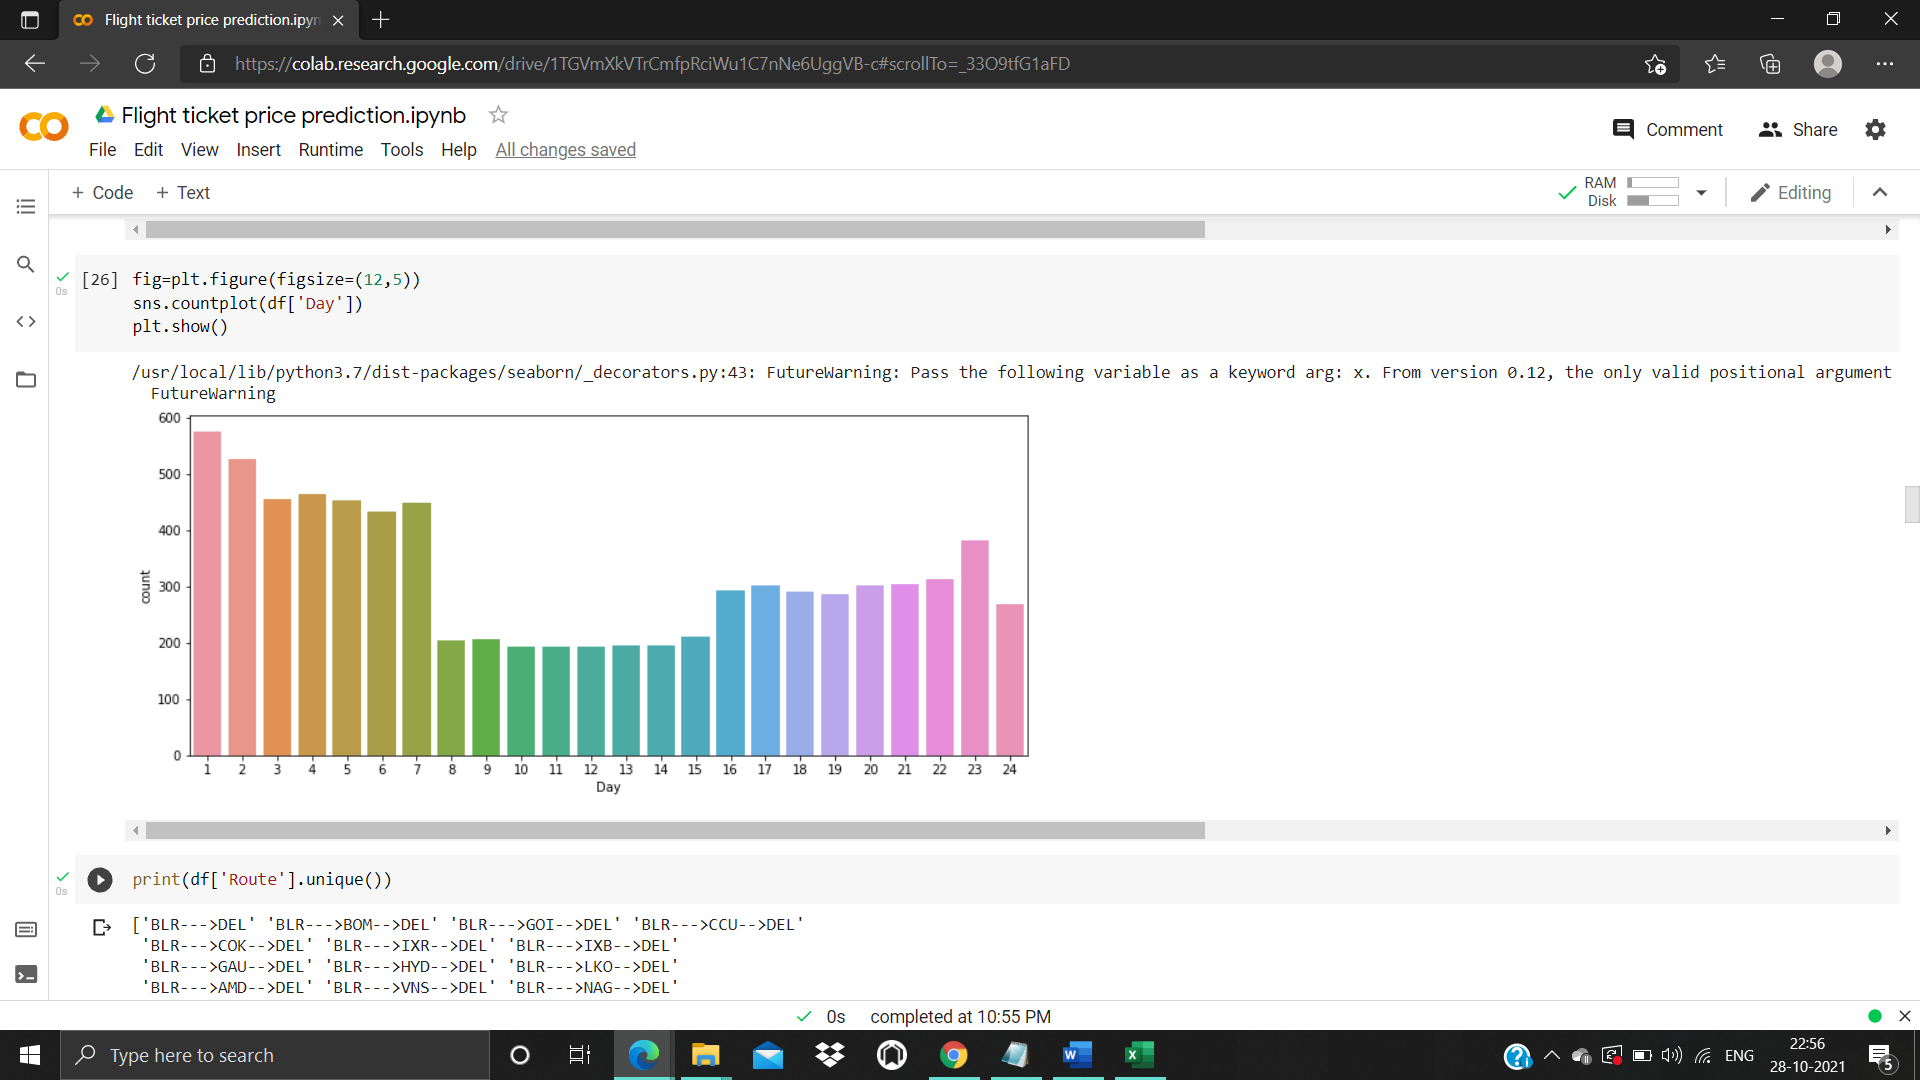 Flight ticket price prediction.ipyn
https://colab.research.google.com/drive/1TGVmXkVTrCmfpRciWu1C7nNe6UggVB-c#scrollTo=_33O9tfG1aFD
Flight ticket price prediction.ipynb
Comment Share
File Edit View Insert Runtime Tools Help All changes saved
+ Code + Text
RAM
Disk
Editing
[26] fig=plt.figure(figsize=(12,5))
0s
sns.countplot(df['Day'])
plt.show()
/usr/local/lib/python3.7/dist-packages/seaborn/_decorators.py:43: FutureWarning: Pass the following variable as a keyword arg: x. From version 0.12, the only valid positional argument
FutureWarning
600
500
400
300
200
100
0
count
1 2 3 4 5 6 7 8 9 10 11 12 13 14 15 16 17 18 19 20 21 22 23 24
Day
print(df['Route'].unique())
0s
['BLR--->DEL' 'BLR--->BOM-->DEL' 'BLR--->GOI-->DEL' 'BLR--->CCU-->DEL'
'BLR--->COK-->DEL' 'BLR--->IXR-->DEL' 'BLR--->IXB-->DEL'
'BLR--->GAU-->DEL' 'BLR--->HYD-->DEL' 'BLR--->LKO-->DEL'
'BLR--->AMD-->DEL' 'BLR--->VNS-->DEL' 'BLR--->NAG-->DEL'
0s completed at 10:55 PM
Type here to search
ENG
22:56
28-10-2021
5